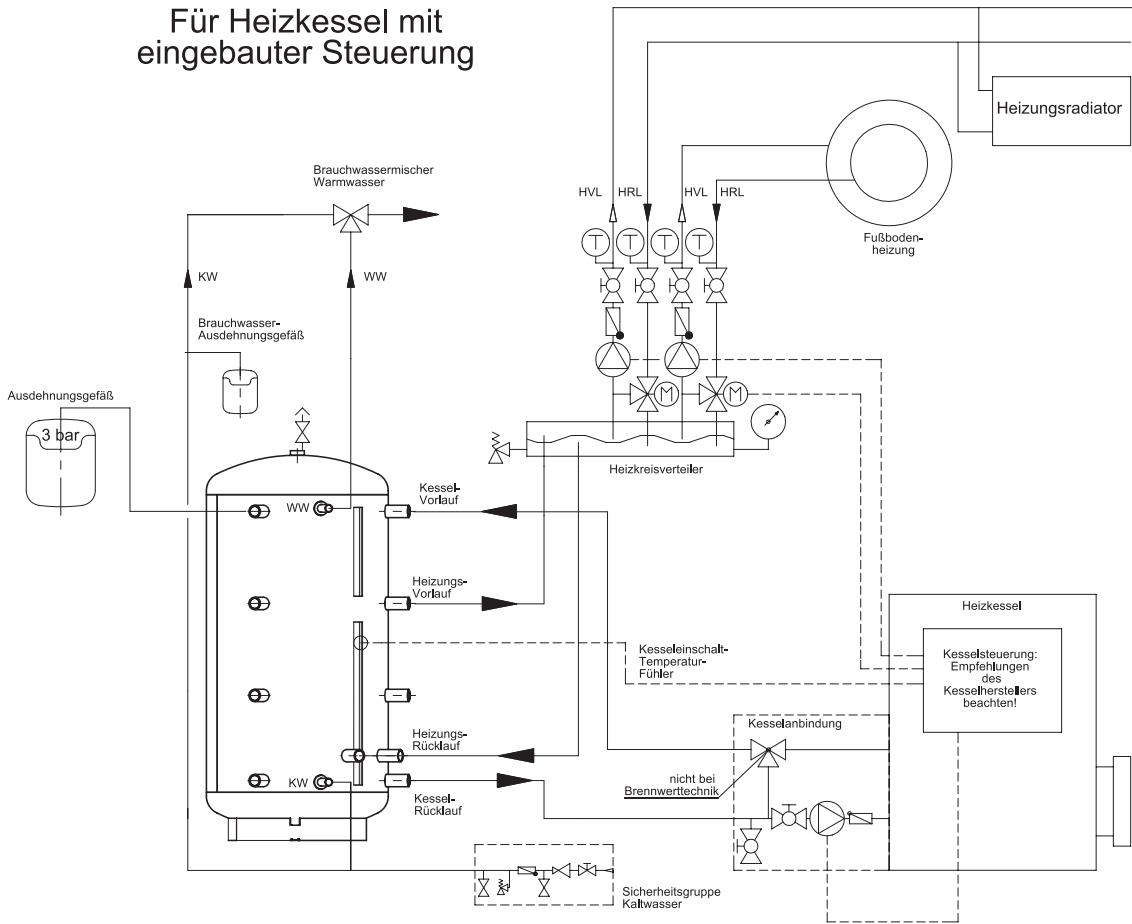 Für Heizkessel mit
eingebauter Steuerung
Heizungsradiator
Brauchwassermischer
Warmwasser
HVL HRL HVL HRL
Fußboden-
heizung
T T T T
KW
WW
Brauchwasser-
Ausdehnungsgefäß
Ausdehnungsgefäß
3 bar
M M
Heizkreisverteiler
Kessel-
Vorlauf
WW
Heizungs-
Vorlauf
Heizkessel
Kesseleinschalt-
Temperatur-
Fühler
Kesselsteuerung:
Empfehlungen
des
Kesselherstellers
beachten!
Kesselanbindung
Heizungs-
Rücklauf
nicht bei
Brennwerttechnik
KW
Kessel-
Rücklauf
Sicherheitsgruppe
Kaltwasser